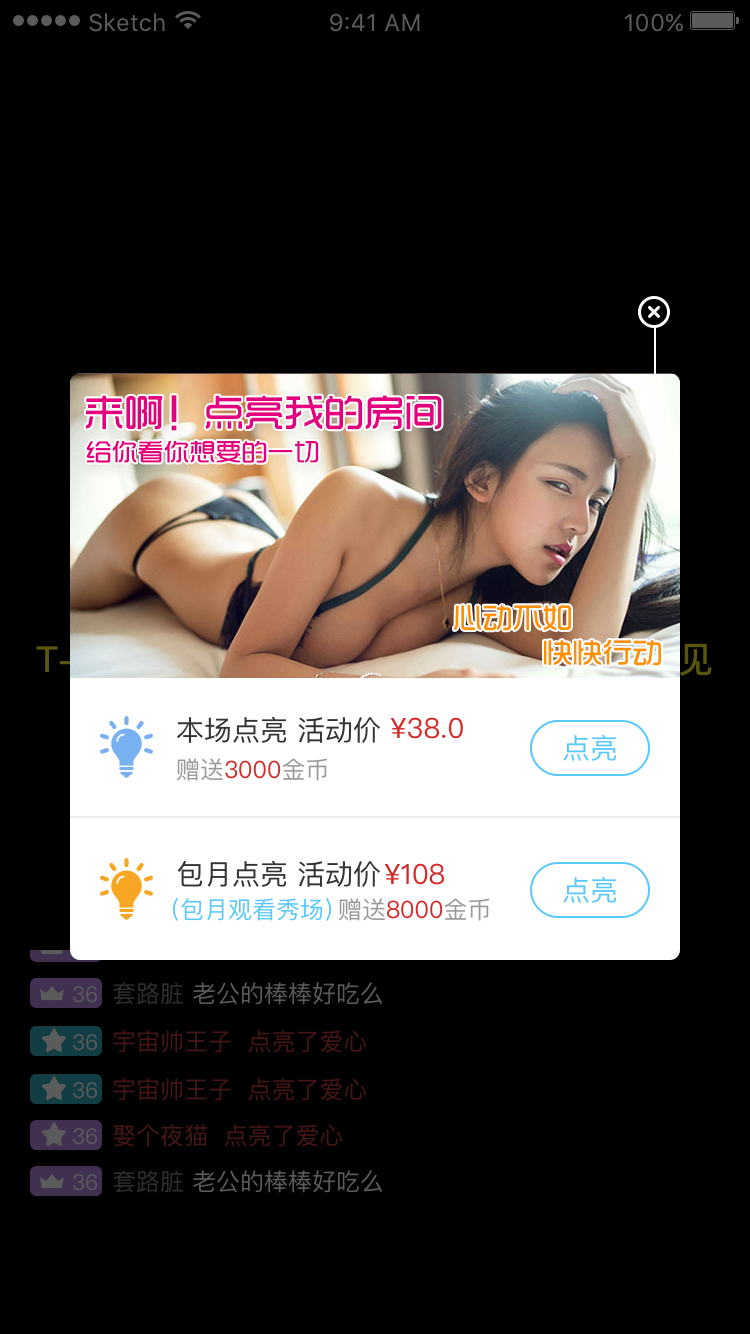 Sketch 9:41 AM 100%
来啊！点亮我的房间
给你看你想要的一切
心动不如
快快行动
T- 见
本场点亮 活动价 ¥38.0
赠送3000金币
点亮
包月点亮 活动价¥108
(包月观看秀场)赠送8000金币
点亮
36 套路脏 老公的棒棒好吃么
36 宇宙帅王子 点亮了爱心
36 宇宙帅王子 点亮了爱心
36 娶个夜猫 点亮了爱心
36 套路脏 老公的棒棒好吃么